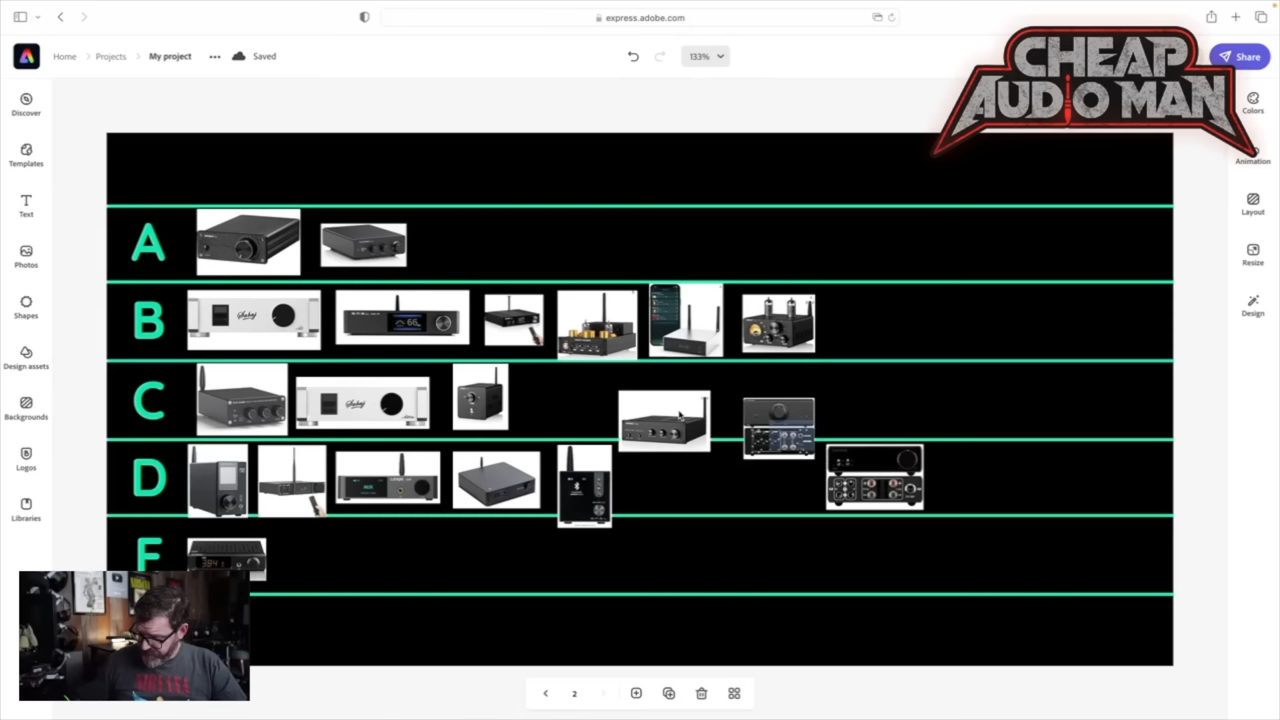 express.adobe.com
Home
Projects
My project
Saved
133%
Share
CHEAP
AUDIO MAN
Discover
Templates
Text
Photos
Shapes
Design assets
Backgrounds
Logos
Libraries
Colors
Animation
Layout
Resize
Design
A
B
C
D
F
2